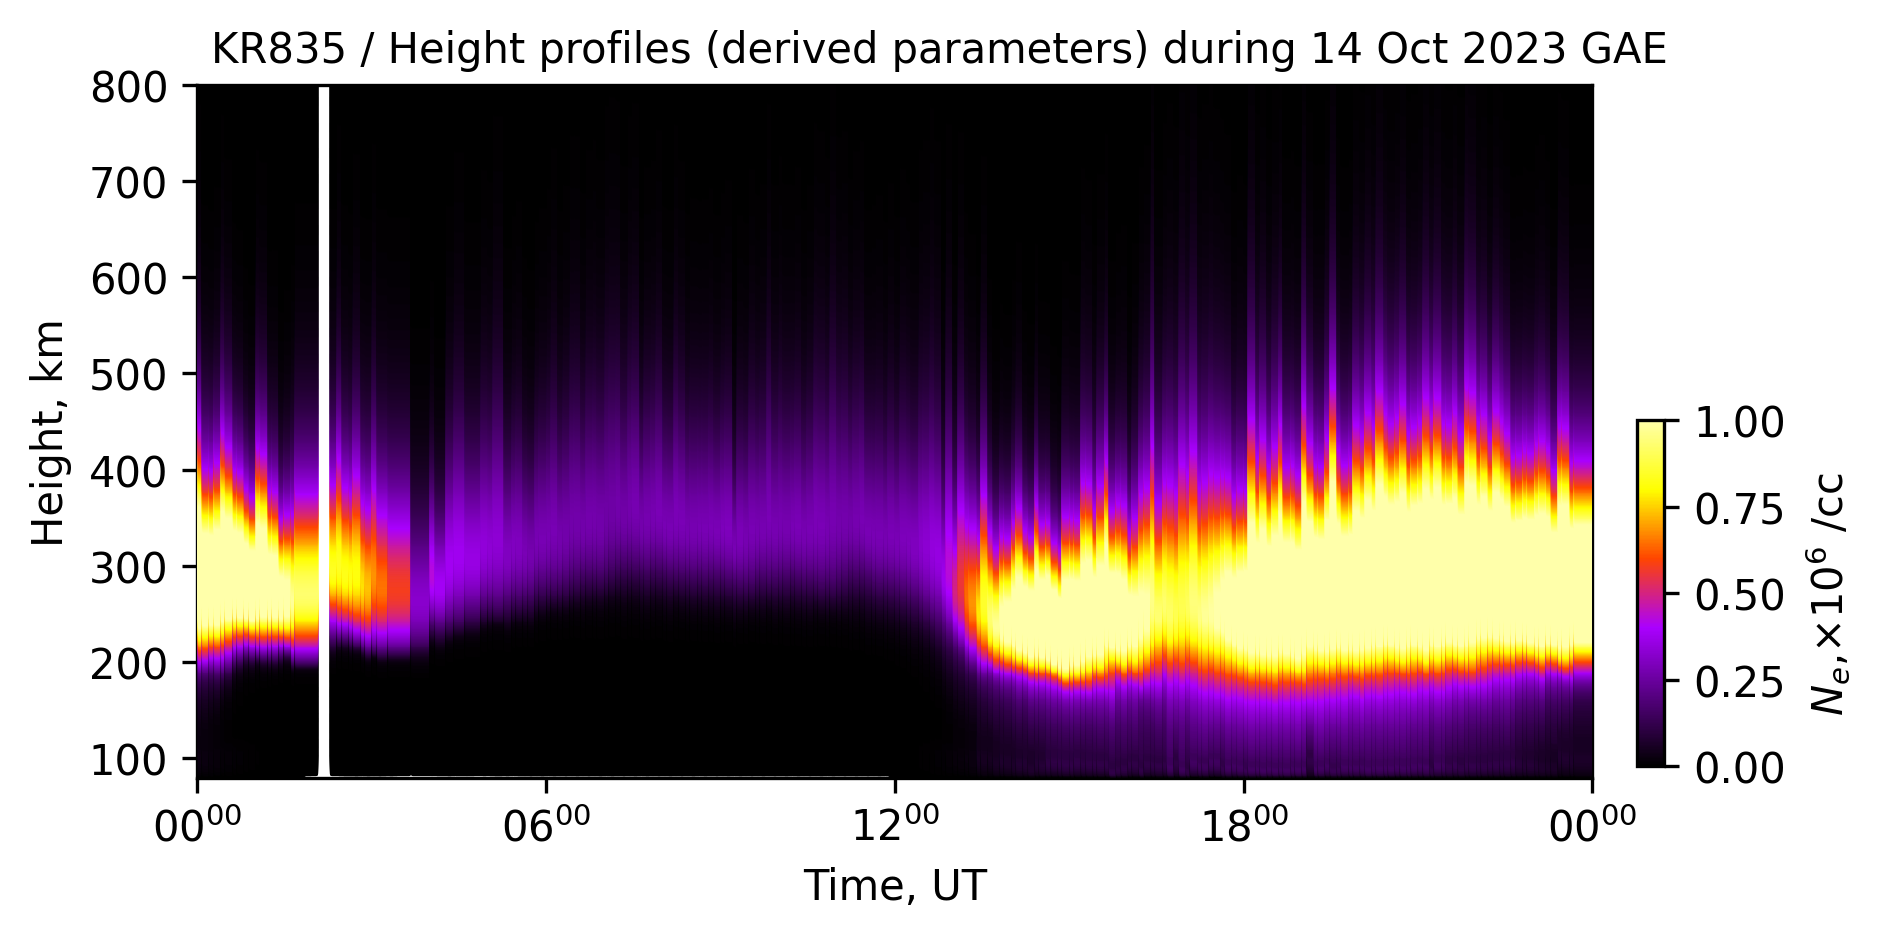 KR835 / Height profiles (derived parameters) during 14 Oct 2023 GAE
800
700
600
500
400
300
200
100
Height, km
00⁰⁰ 06⁰⁰ 12⁰⁰ 18⁰⁰ 00⁰⁰
Time, UT
1.00
0.75
0.50
0.25
0.00
Nₑ,×10⁶ /cc